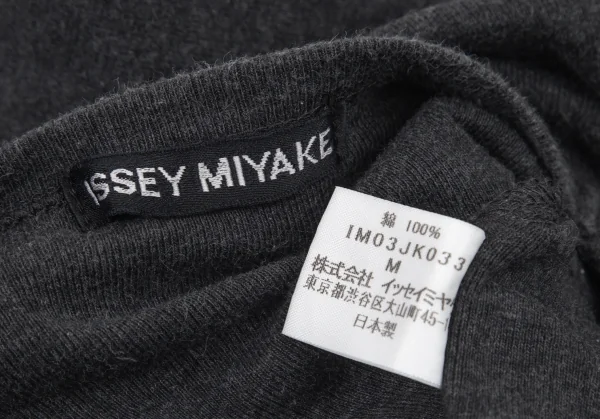 ISSEY MIYAKE
綿 100%
IM03JK033
M
株式会社 イッセイミヤケ
東京都渋谷区大山町45-
日本製